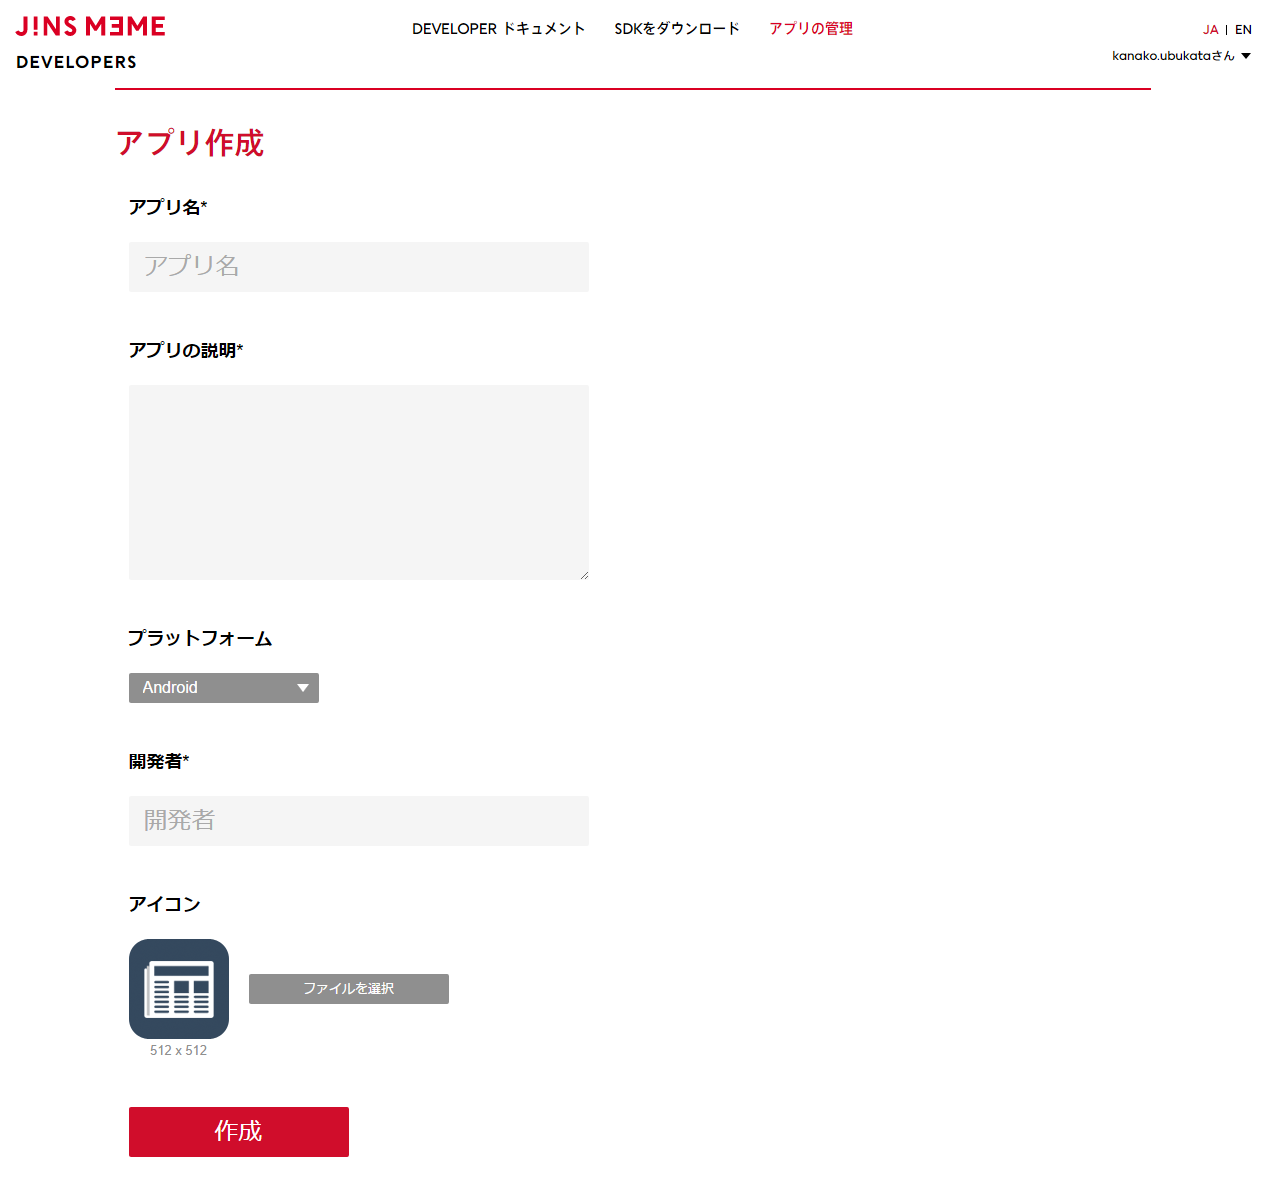 J!NS MEME
DEVELOPERS
DEVELOPER ドキュメント
SDKをダウンロード
アプリの管理
JA | EN
kanako.ubukataさん
アプリ作成
アプリ名*
アプリ名
アプリの説明*
プラットフォーム
Android
開発者*
開発者
アイコン
ファイルを選択
512 x 512
作成